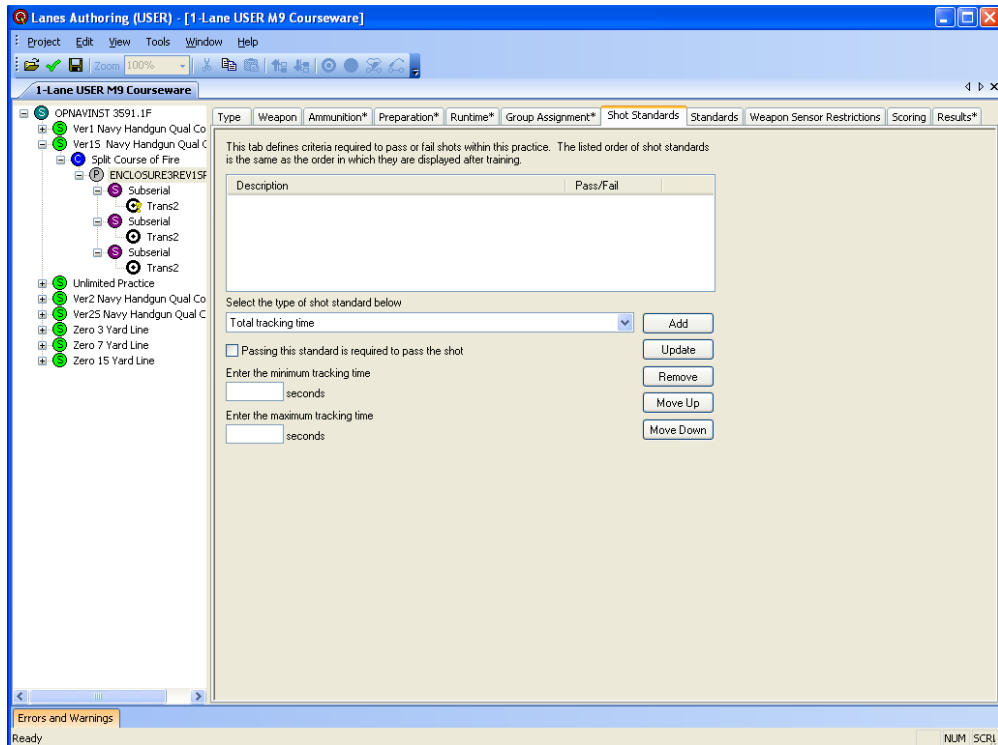 Lanes Authoring (USER) - [1-Lane USER M9 Courseware]
Project Edit View Tools Window Help
Zoom 100%
1-Lane USER M9 Courseware
S OPNAVINST 3591.1F
S Ver1 Navy Handgun Qual Co
S Ver1S Navy Handgun Qual C
C Split Course of Fire
P ENCLOSURE3REV1SF
S Subserial
Trans2
S Subserial
Trans2
S Subserial
Trans2
S Unlimited Practice
S Ver2 Navy Handgun Qual Co
S Ver2S Navy Handgun Qual C
S Zero 3 Yard Line
S Zero 7 Yard Line
S Zero 15 Yard Line
Type Weapon Ammunition* Preparation* Runtime* Group Assignment* Shot Standards Standards Weapon Sensor Restrictions Scoring Results*
This tab defines criteria required to pass or fail shots within this practice. The listed order of shot standards
is the same as the order in which they are displayed after training.
Description Pass/Fail
Select the type of shot standard below
Total tracking time Add
Passing this standard is required to pass the shot Update
Enter the minimum tracking time Remove
seconds
Move Up
Enter the maximum tracking time
seconds Move Down
Errors and Warnings
Ready NUM SCRL